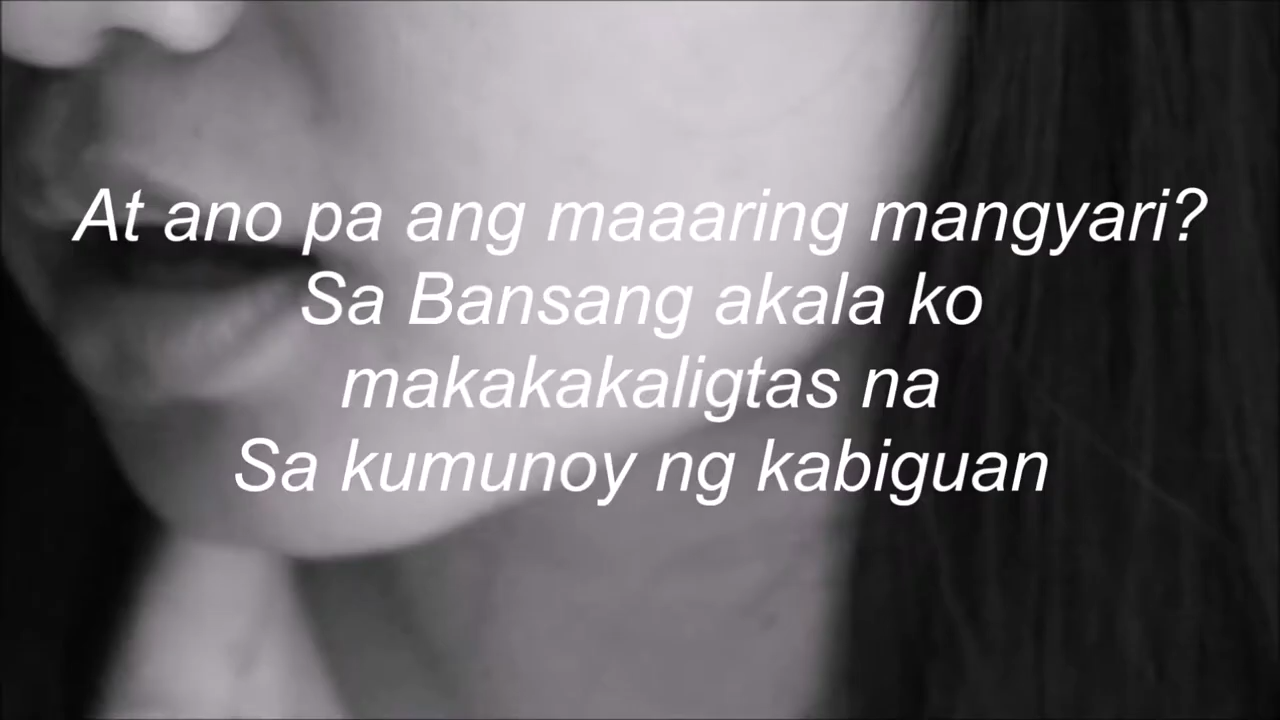 At ano pa ang maaaring mangyari?
Sa Bansang akala ko
makakakaligtas na
Sa kumunoy ng kabiguan